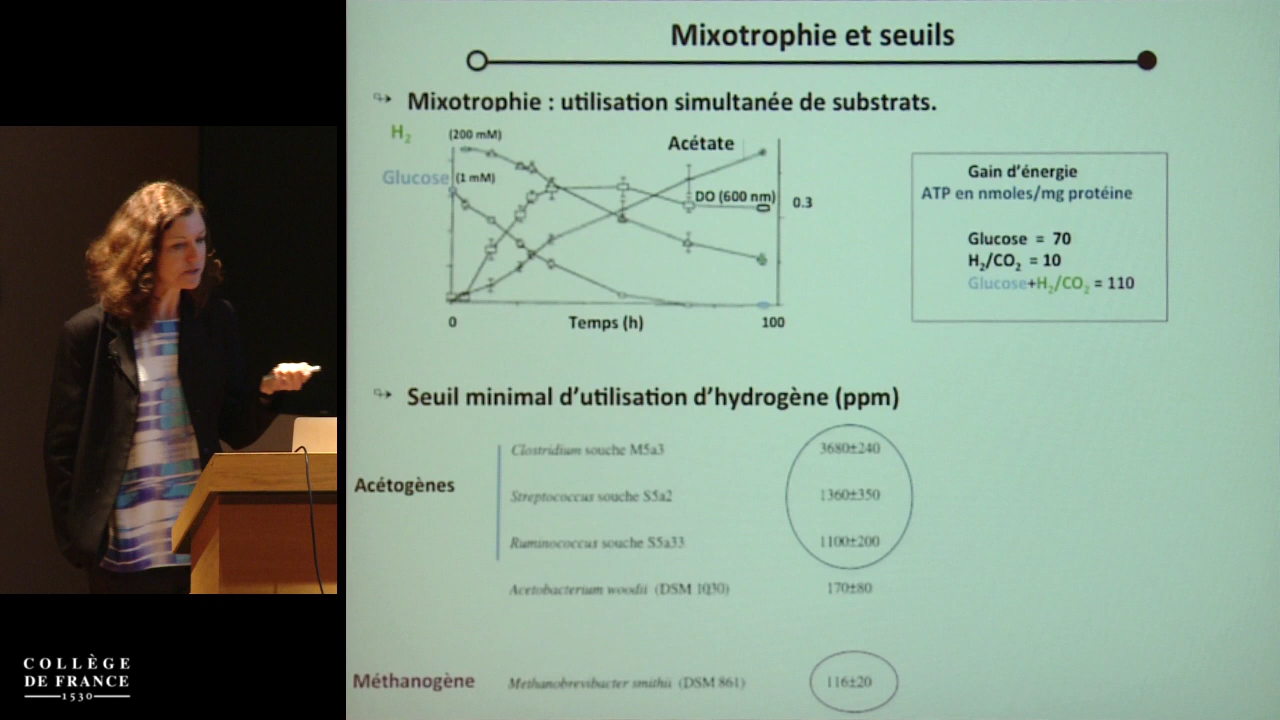 Mixotrophie et seuils
Mixotrophie : utilisation simultanée de substrats.
H₂ (200 mM)
Glucose (1 mM)
Acétate
DO (600 nm)
0.3
0
Temps (h)
100
Gain d'énergie
ATP en nmoles/mg protéine
Glucose = 70
H₂/CO₂ = 10
Glucose+H₂/CO₂ = 110
Seuil minimal d'utilisation d'hydrogène (ppm)
Acétogènes
Clostridium souche M5a3 3680±240
Streptococcus souche S5a2 1360±350
Ruminococcus souche S5a33 1100±200
Acetobacterium woodii (DSM 1030) 170±80
Méthanogène
Methanobrevibacter smithii (DSM 861) 116±20
COLLÈGE
DE FRANCE
1530